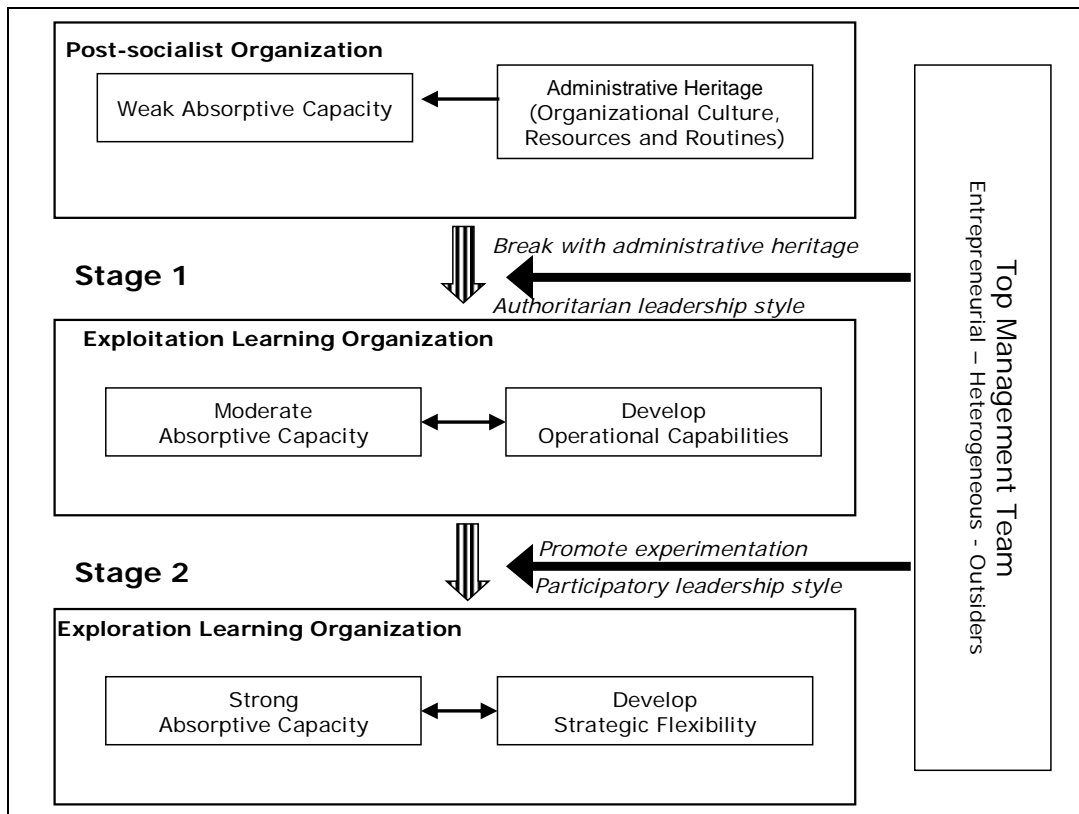 Post-socialist Organization
Weak Absorptive Capacity
Administrative Heritage
(Organizational Culture,
Resources and Routines)
Break with administrative heritage
Stage 1
Authoritarian leadership style
Exploitation Learning Organization
Moderate
Absorptive Capacity
Develop
Operational Capabilities
Promote experimentation
Stage 2
Participatory leadership style
Exploration Learning Organization
Strong
Absorptive Capacity
Develop
Strategic Flexibility
Top Management Team
Entrepreneurial – Heterogeneous - Outsiders